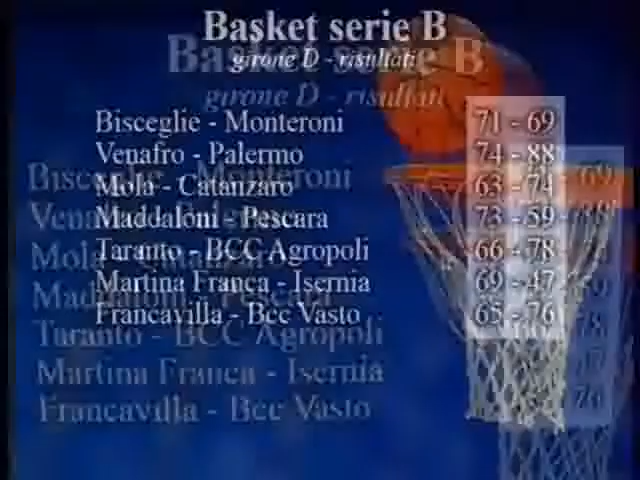 Basket serie B
girone D - risultati
Bisceglie - Monteroni 71 - 69
Venafro - Palermo 74 - 88
Mola - Catanzaro 63 - 74
Maddaloni - Pescara 73 - 59
Taranto - BCC Agropoli 66 - 78
Martina Franca - Isernia 69 - 47
Francavilla - Bcc Vasto 65 - 76